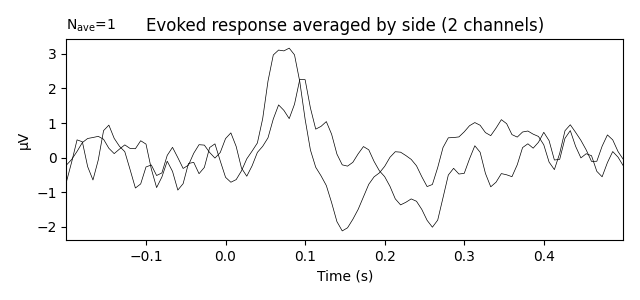 N_ave=1 Evoked response averaged by side (2 channels)
3
2
1
0
−1
−2
µV
−0.1 0.0 0.1 0.2 0.3 0.4
Time (s)